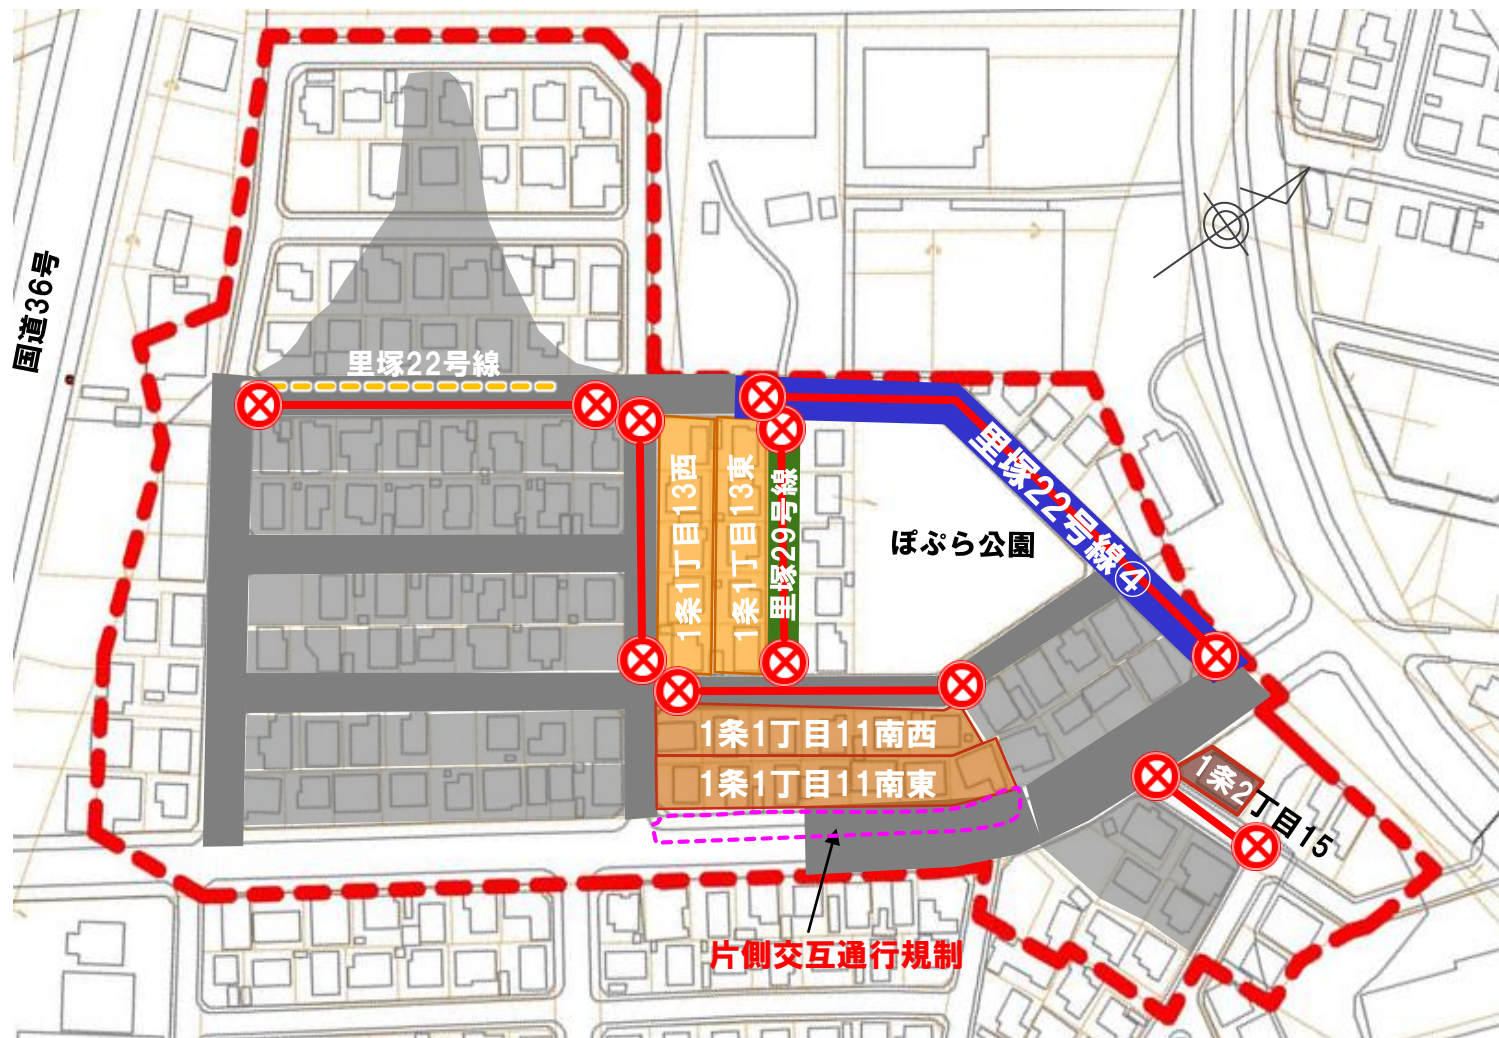 国道36号
里塚22号線
1条1丁目13西
1条1丁目13東
里塚29号線
里塚22号線④
ぽぷら公園
1条1丁目11南西
1条1丁目11南東
1条2丁目15
片側交互通行規制